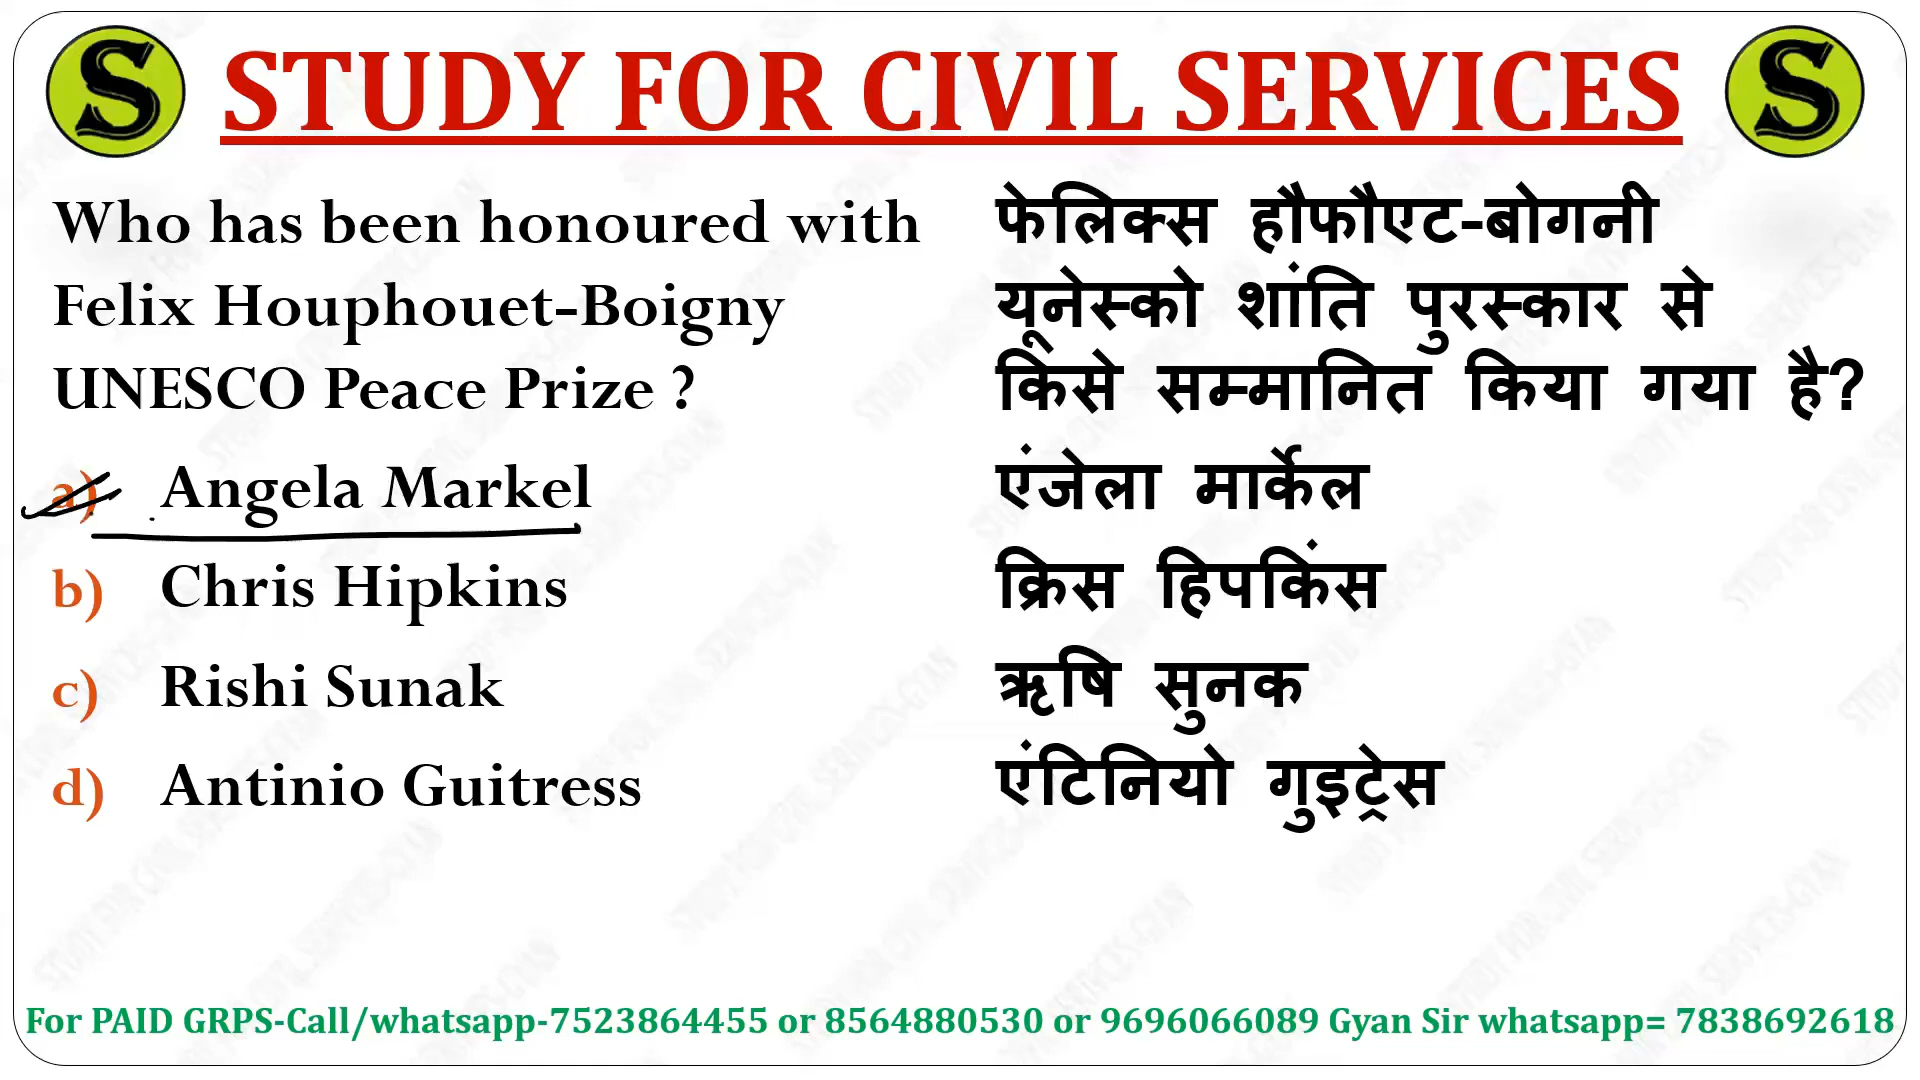 S STUDY FOR CIVIL SERVICES S
Who has been honoured with
Felix Houphouet-Boigny
UNESCO Peace Prize ?
a) Angela Markel
b) Chris Hipkins
c) Rishi Sunak
d) Antinio Guitress
फेलिक्स हौफौएट-बोगनी
यूनेस्को शांति पुरस्कार से
किसे सम्मानित किया गया है?
एंजेला मार्केल
क्रिस हिपकिंस
ऋषि सुनक
एंटिनियो गुइट्रेस
For PAID GRPS-Call/whatsapp-7523864455 or 8564880530 or 9696066089 Gyan Sir whatsapp= 7838692618